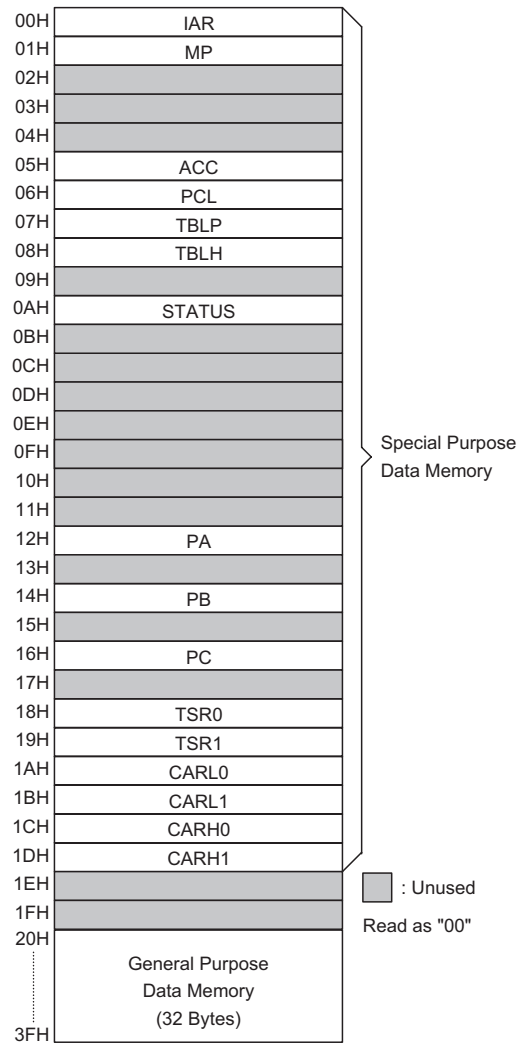 00H IAR
01H MP
02H
03H
04H
05H ACC
06H PCL
07H TBLP
08H TBLH
09H
0AH STATUS
0BH
0CH
0DH
0EH
0FH
10H
11H
12H PA
13H
14H PB
15H
16H PC
17H
18H TSR0
19H TSR1
1AH CARL0
1BH CARL1
1CH CARH0
1DH CARH1
1EH
1FH
20H
3FH
General Purpose
Data Memory
(32 Bytes)
Special Purpose
Data Memory
: Unused
Read as "00"